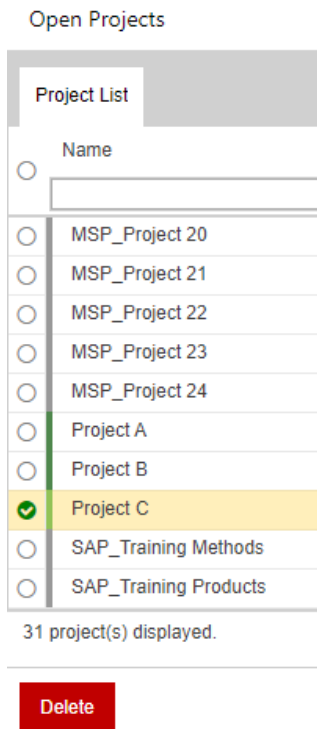 Open Projects
Project List
Name
MSP_Project 20
MSP_Project 21
MSP_Project 22
MSP_Project 23
MSP_Project 24
Project A
Project B
Project C
SAP_Training Methods
SAP_Training Products
31 project(s) displayed.
Delete